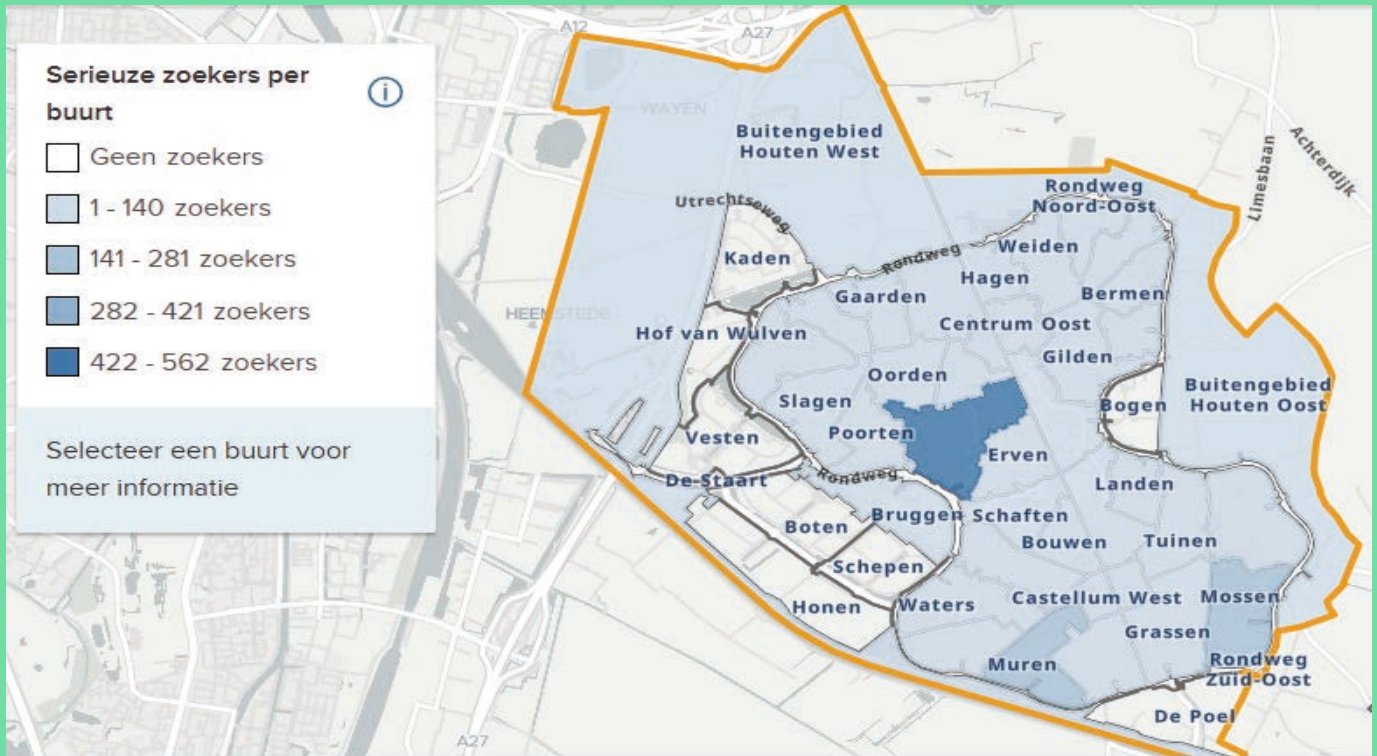 Serieuze zoekers per
buurt
Geen zoekers
1 - 140 zoekers
141 - 281 zoekers
282 - 421 zoekers
422 - 562 zoekers
Selecteer een buurt voor
meer informatie
A12
A27
WAYEN
Buitengebied
Houten West
Limesbaan
Achterdijk
Rondweg
Noord-Oost
Utrechtseweg
Weiden
Kaden
Rondweg
Hagen
Gaarden
Bermen
HEEMSTEDE
Hof van Wulven
Centrum Oost
Gilden
Oorden
Buitengebied
Houten Oost
Slagen
Bogen
Vesten
Poorten
Erven
De Staart
Rondweg
Landen
Boten
Bruggen
Schaften
Bouwen
Tuinen
Schepen
Honen
Waters
Castellum West
Mossen
Grassen
Muren
Rondweg
Zuid-Oost
De Poel
A27